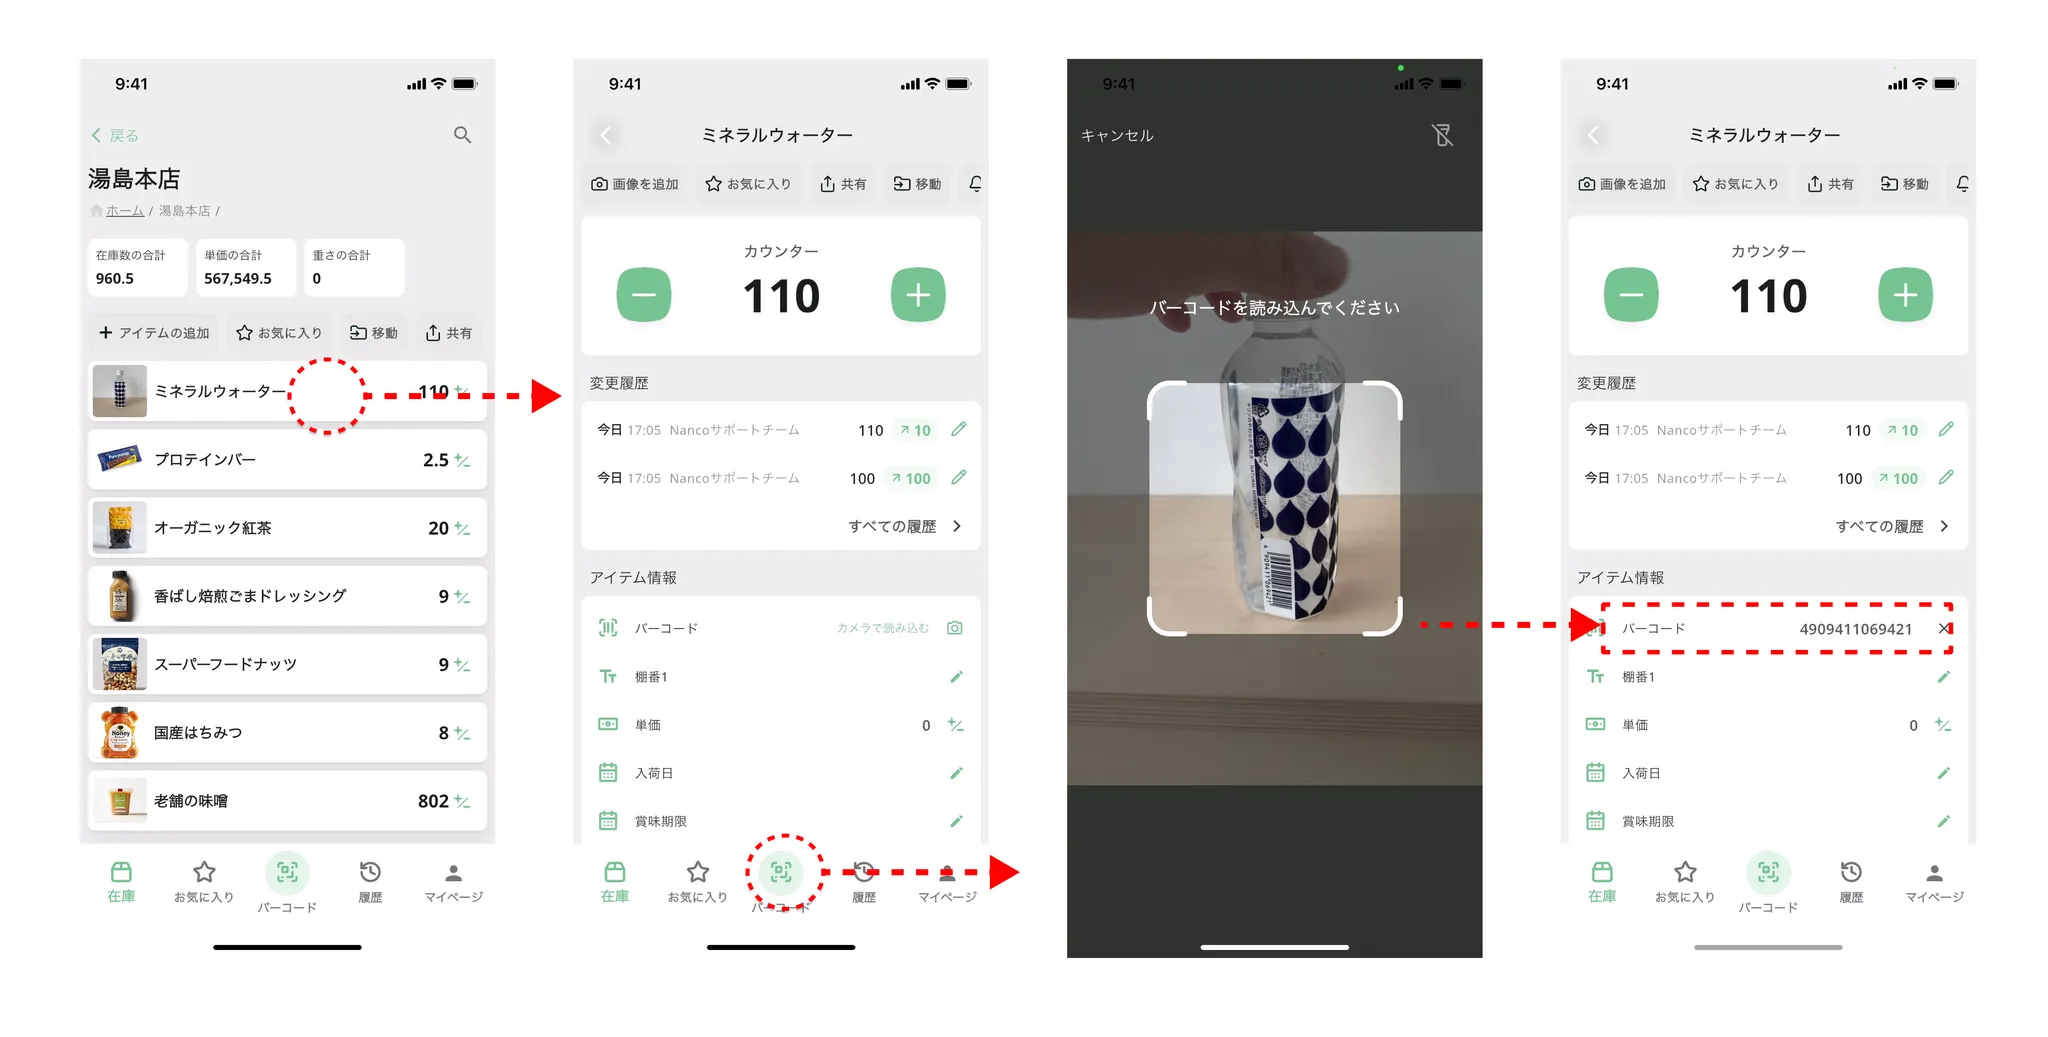 9:41
戻る
湯島本店
ホーム / 湯島本店 /
在庫数の合計 単価の合計 重さの合計
960.5 567,549.5 0
アイテムの追加 お気に入り 移動 共有
ミネラルウォーター 110
プロテインバー 2.5
オーガニック紅茶 20
香ばし焙煎ごまドレッシング 9
スーパーフードナッツ 9
国産はちみつ 8
老舗の味噌 802
在庫 お気に入り バーコード 履歴 マイページ
9:41
ミネラルウォーター
画像を追加 お気に入り 共有 移動
カウンター
110
変更履歴
今日 17:05 Nancoサポートチーム 110 10
今日 17:05 Nancoサポートチーム 100 100
すべての履歴
アイテム情報
バーコード カメラで読み込む
棚番1
単価 0
入荷日
賞味期限
在庫 お気に入り バーコード 履歴 マイページ
9:41
キャンセル
バーコードを読み込んでください
9:41
ミネラルウォーター
画像を追加 お気に入り 共有 移動
カウンター
110
変更履歴
今日 17:05 Nancoサポートチーム 110 10
今日 17:05 Nancoサポートチーム 100 100
すべての履歴
アイテム情報
バーコード 4909411069421
棚番1
単価 0
入荷日
賞味期限
在庫 お気に入り バーコード 履歴 マイページ